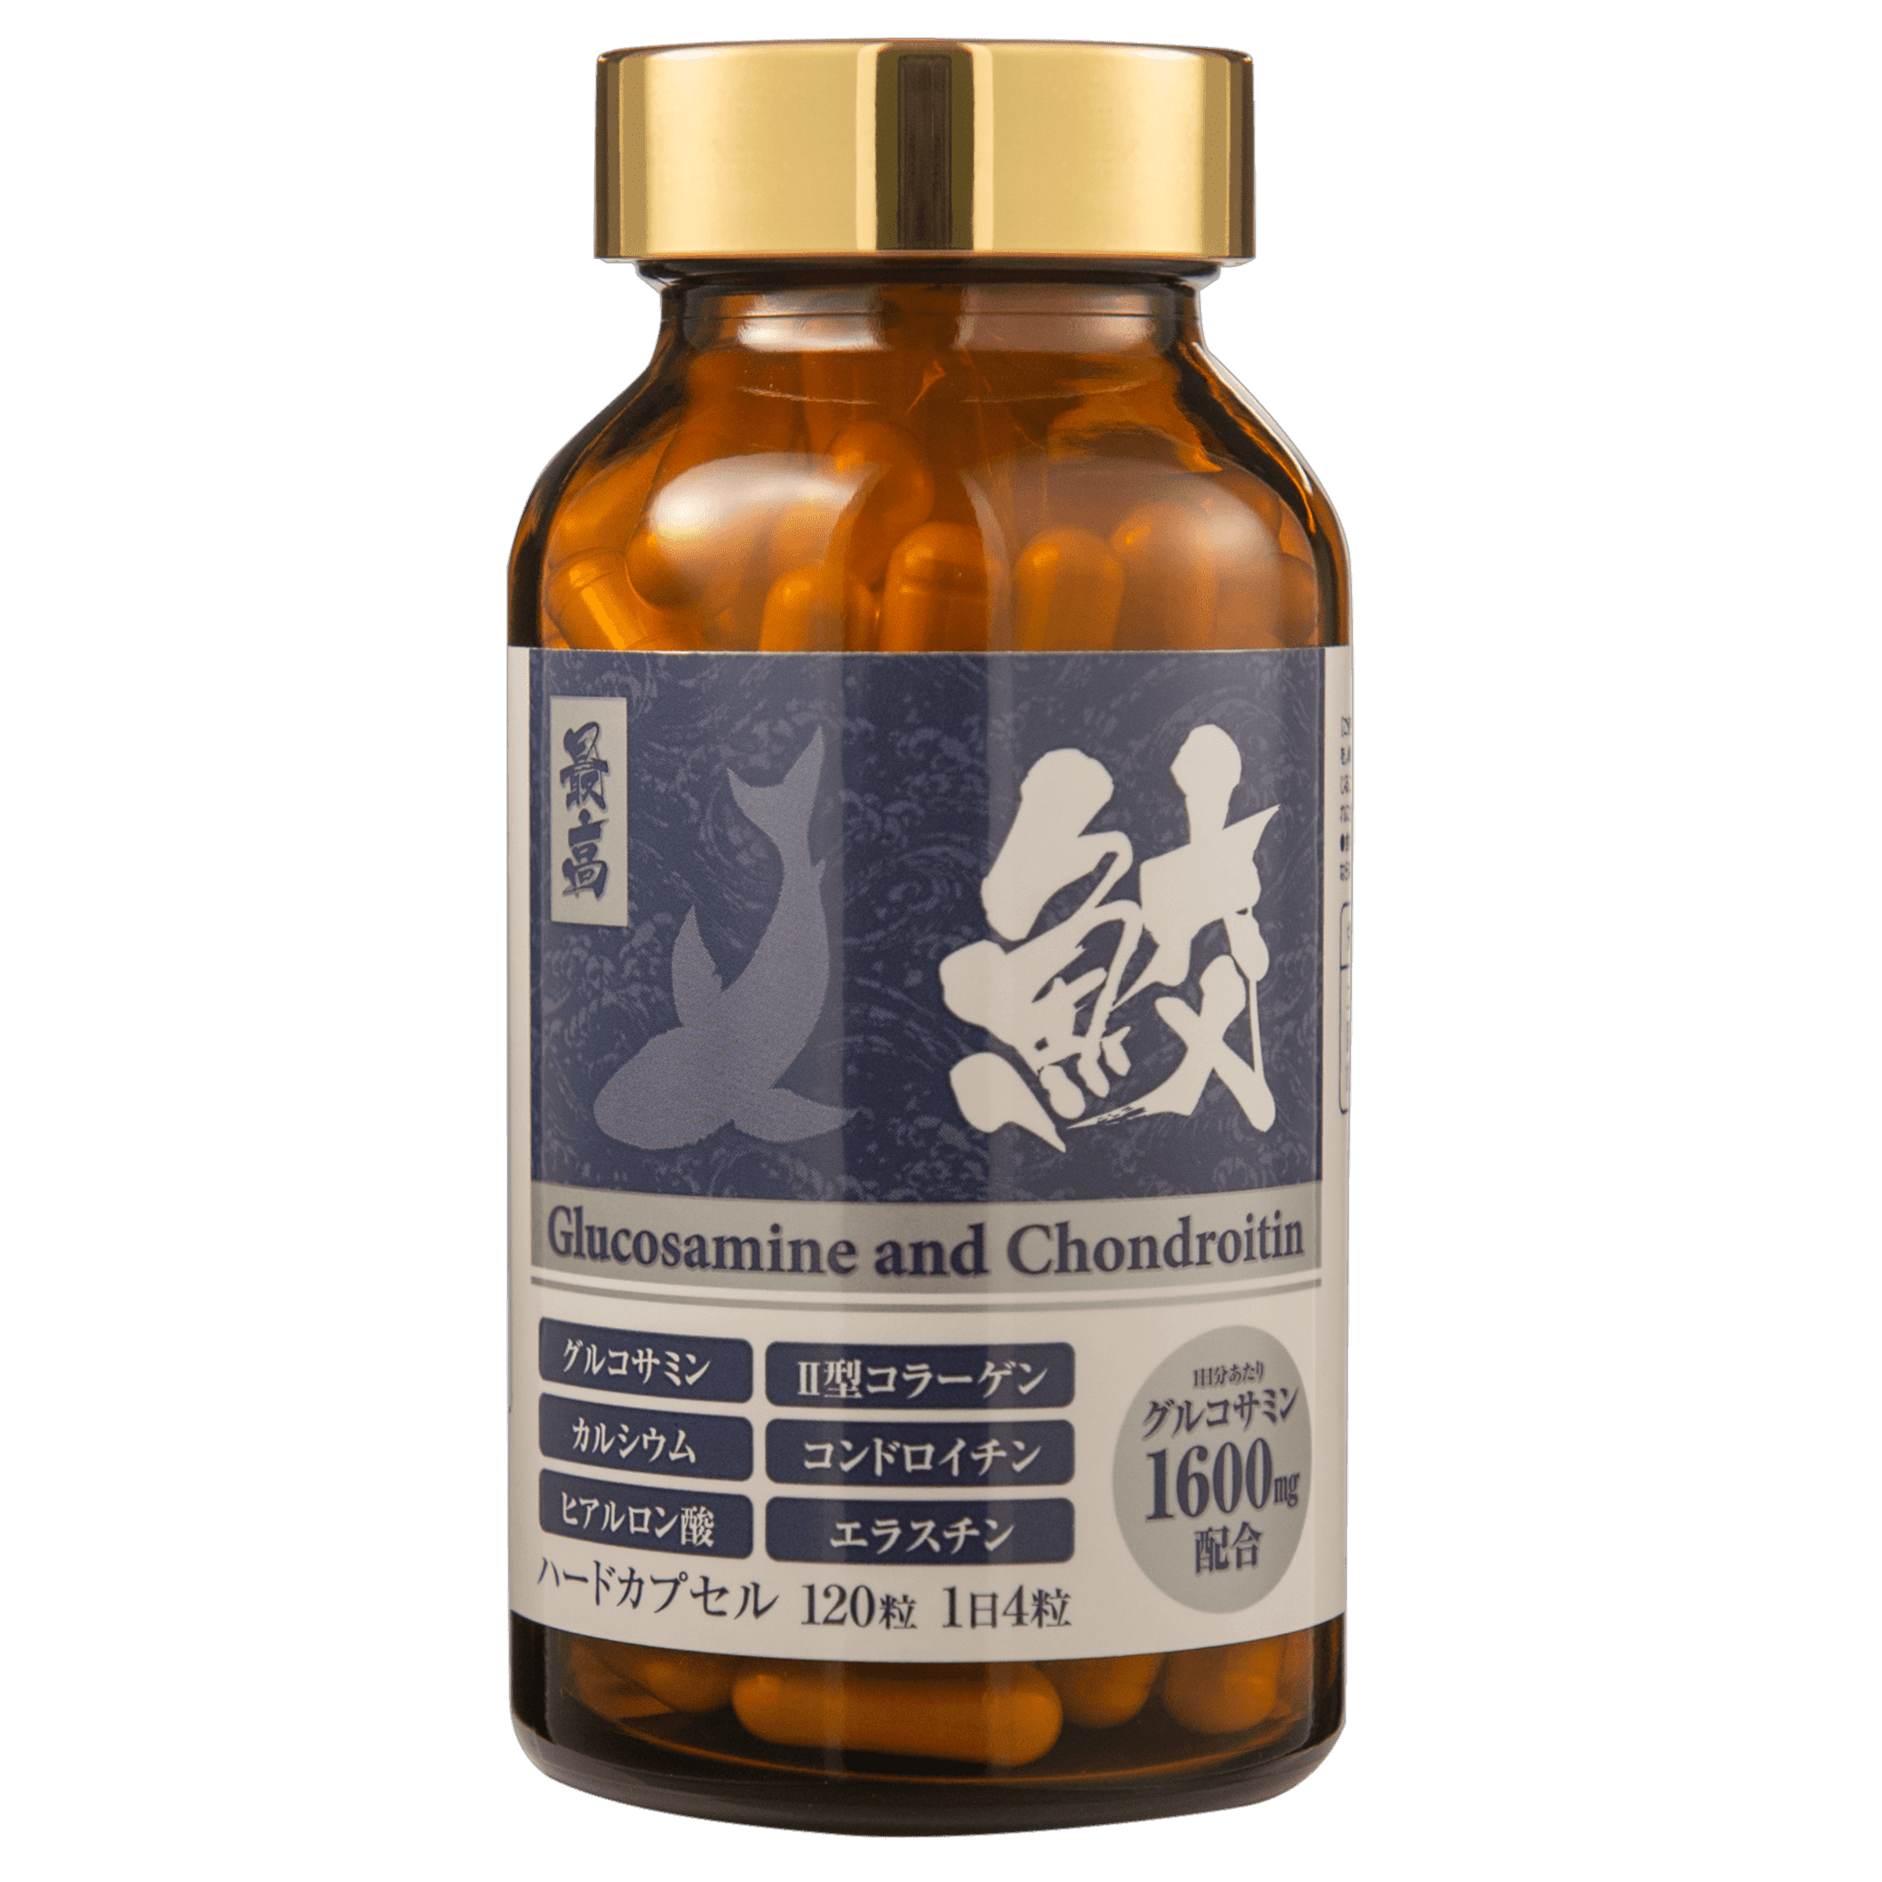 最高
鮫
Glucosamine and Chondroitin
グルコサミン
II型コラーゲン
カルシウム
コンドロイチン
ヒアルロン酸
エラスチン
1日分あたり
グルコサミン
1600mg
配合
ハードカプセル 120粒 1日4粒